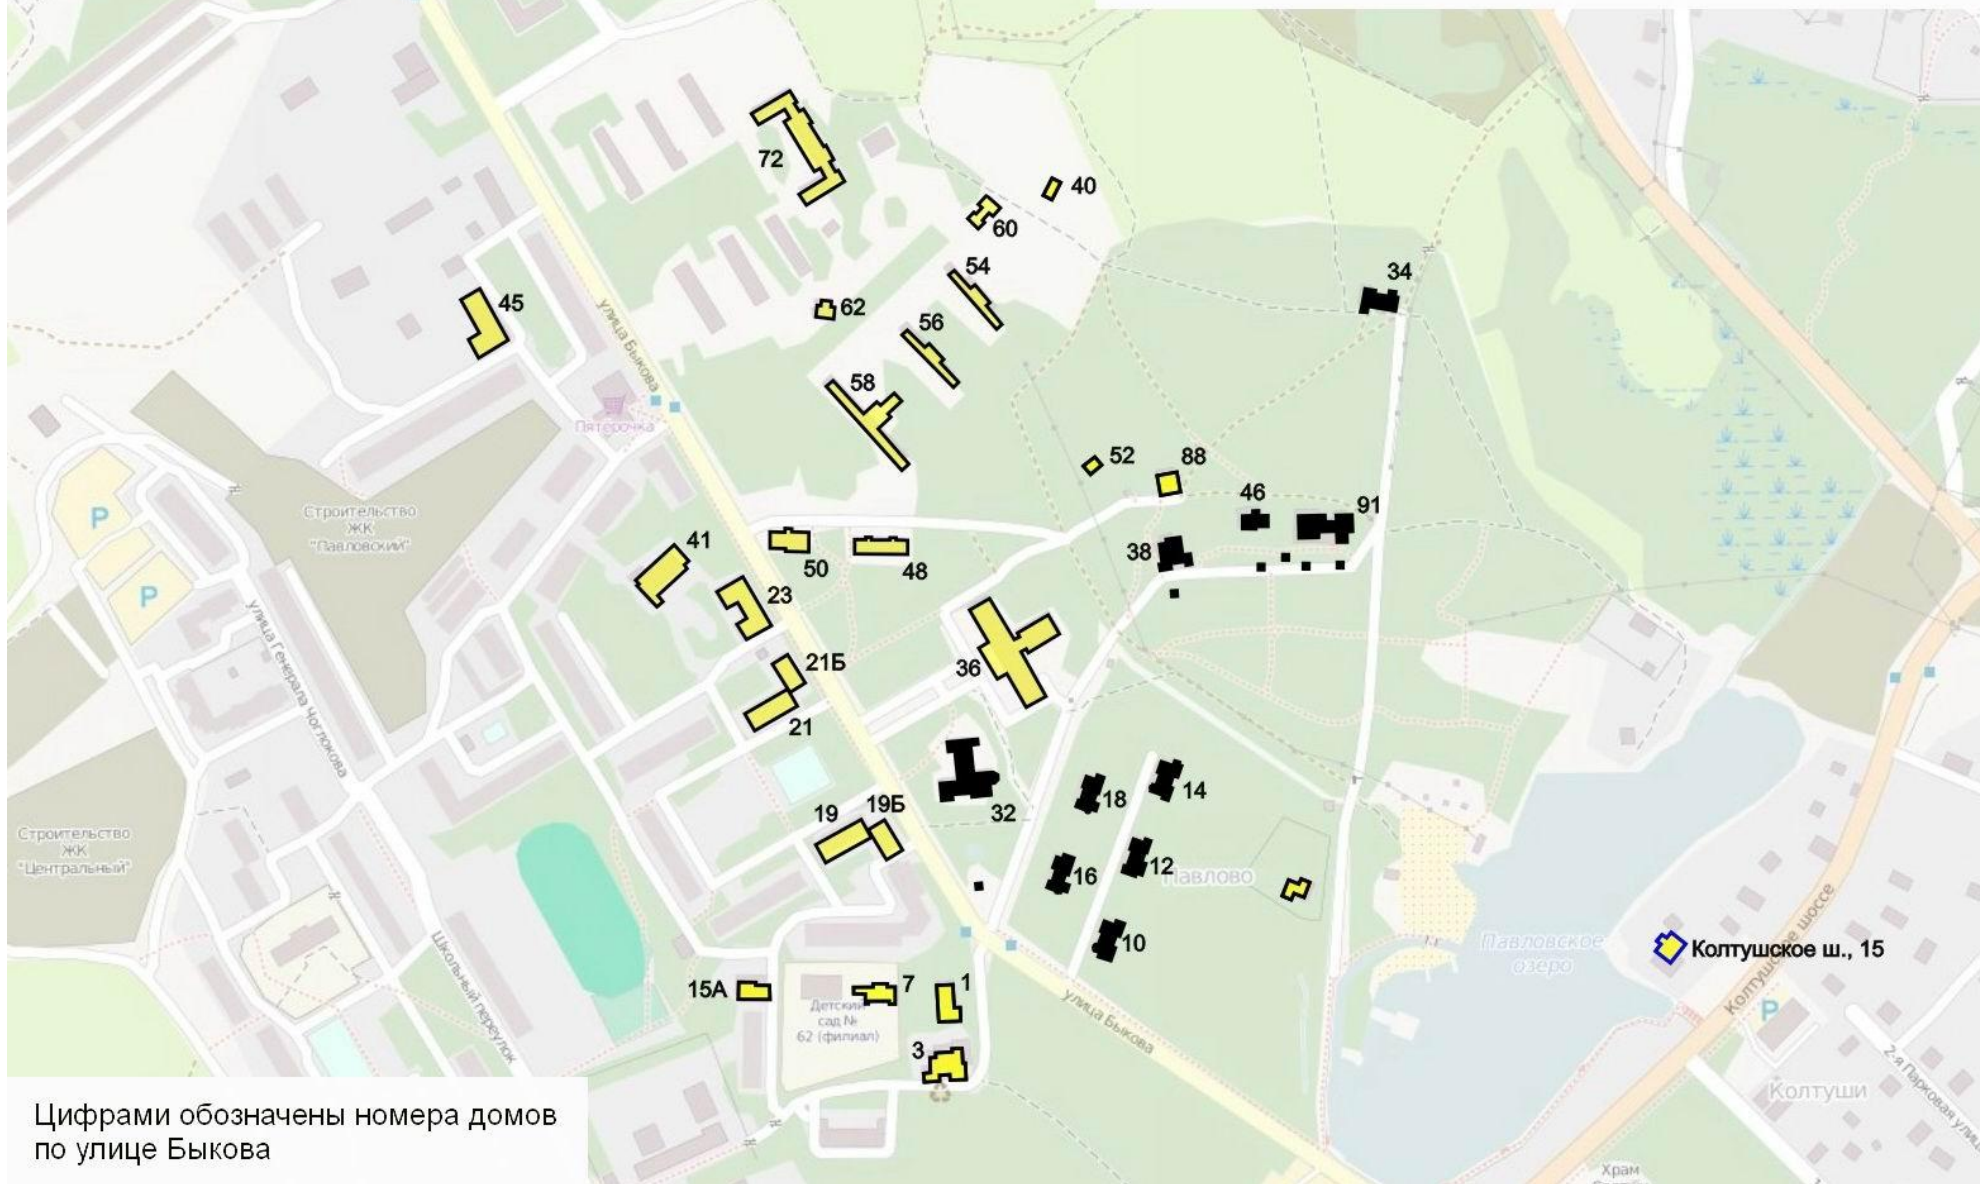 72
40
60
54
34
62
45
56
улица Быкова
58
Пятёрочка
52
88
46
91
Строительство
ЖК
"Павловский"
P
41
50
48
38
23
P
21Б
36
21
улица Генерала Чоглокова
18
14
19
19Б
32
Строительство
ЖК
"Центральный"
16
12
Павлово
10
Школьный переулок
Павловское
озеро
Колтушское ш., 15
Колтушское шоссе
15А
7
1
Детский
сад №
62 (филиал)
улица Быкова
P
3
2-я Парковая улица
Колтуши
Цифрами обозначены номера домов
по улице Быкова
Храм